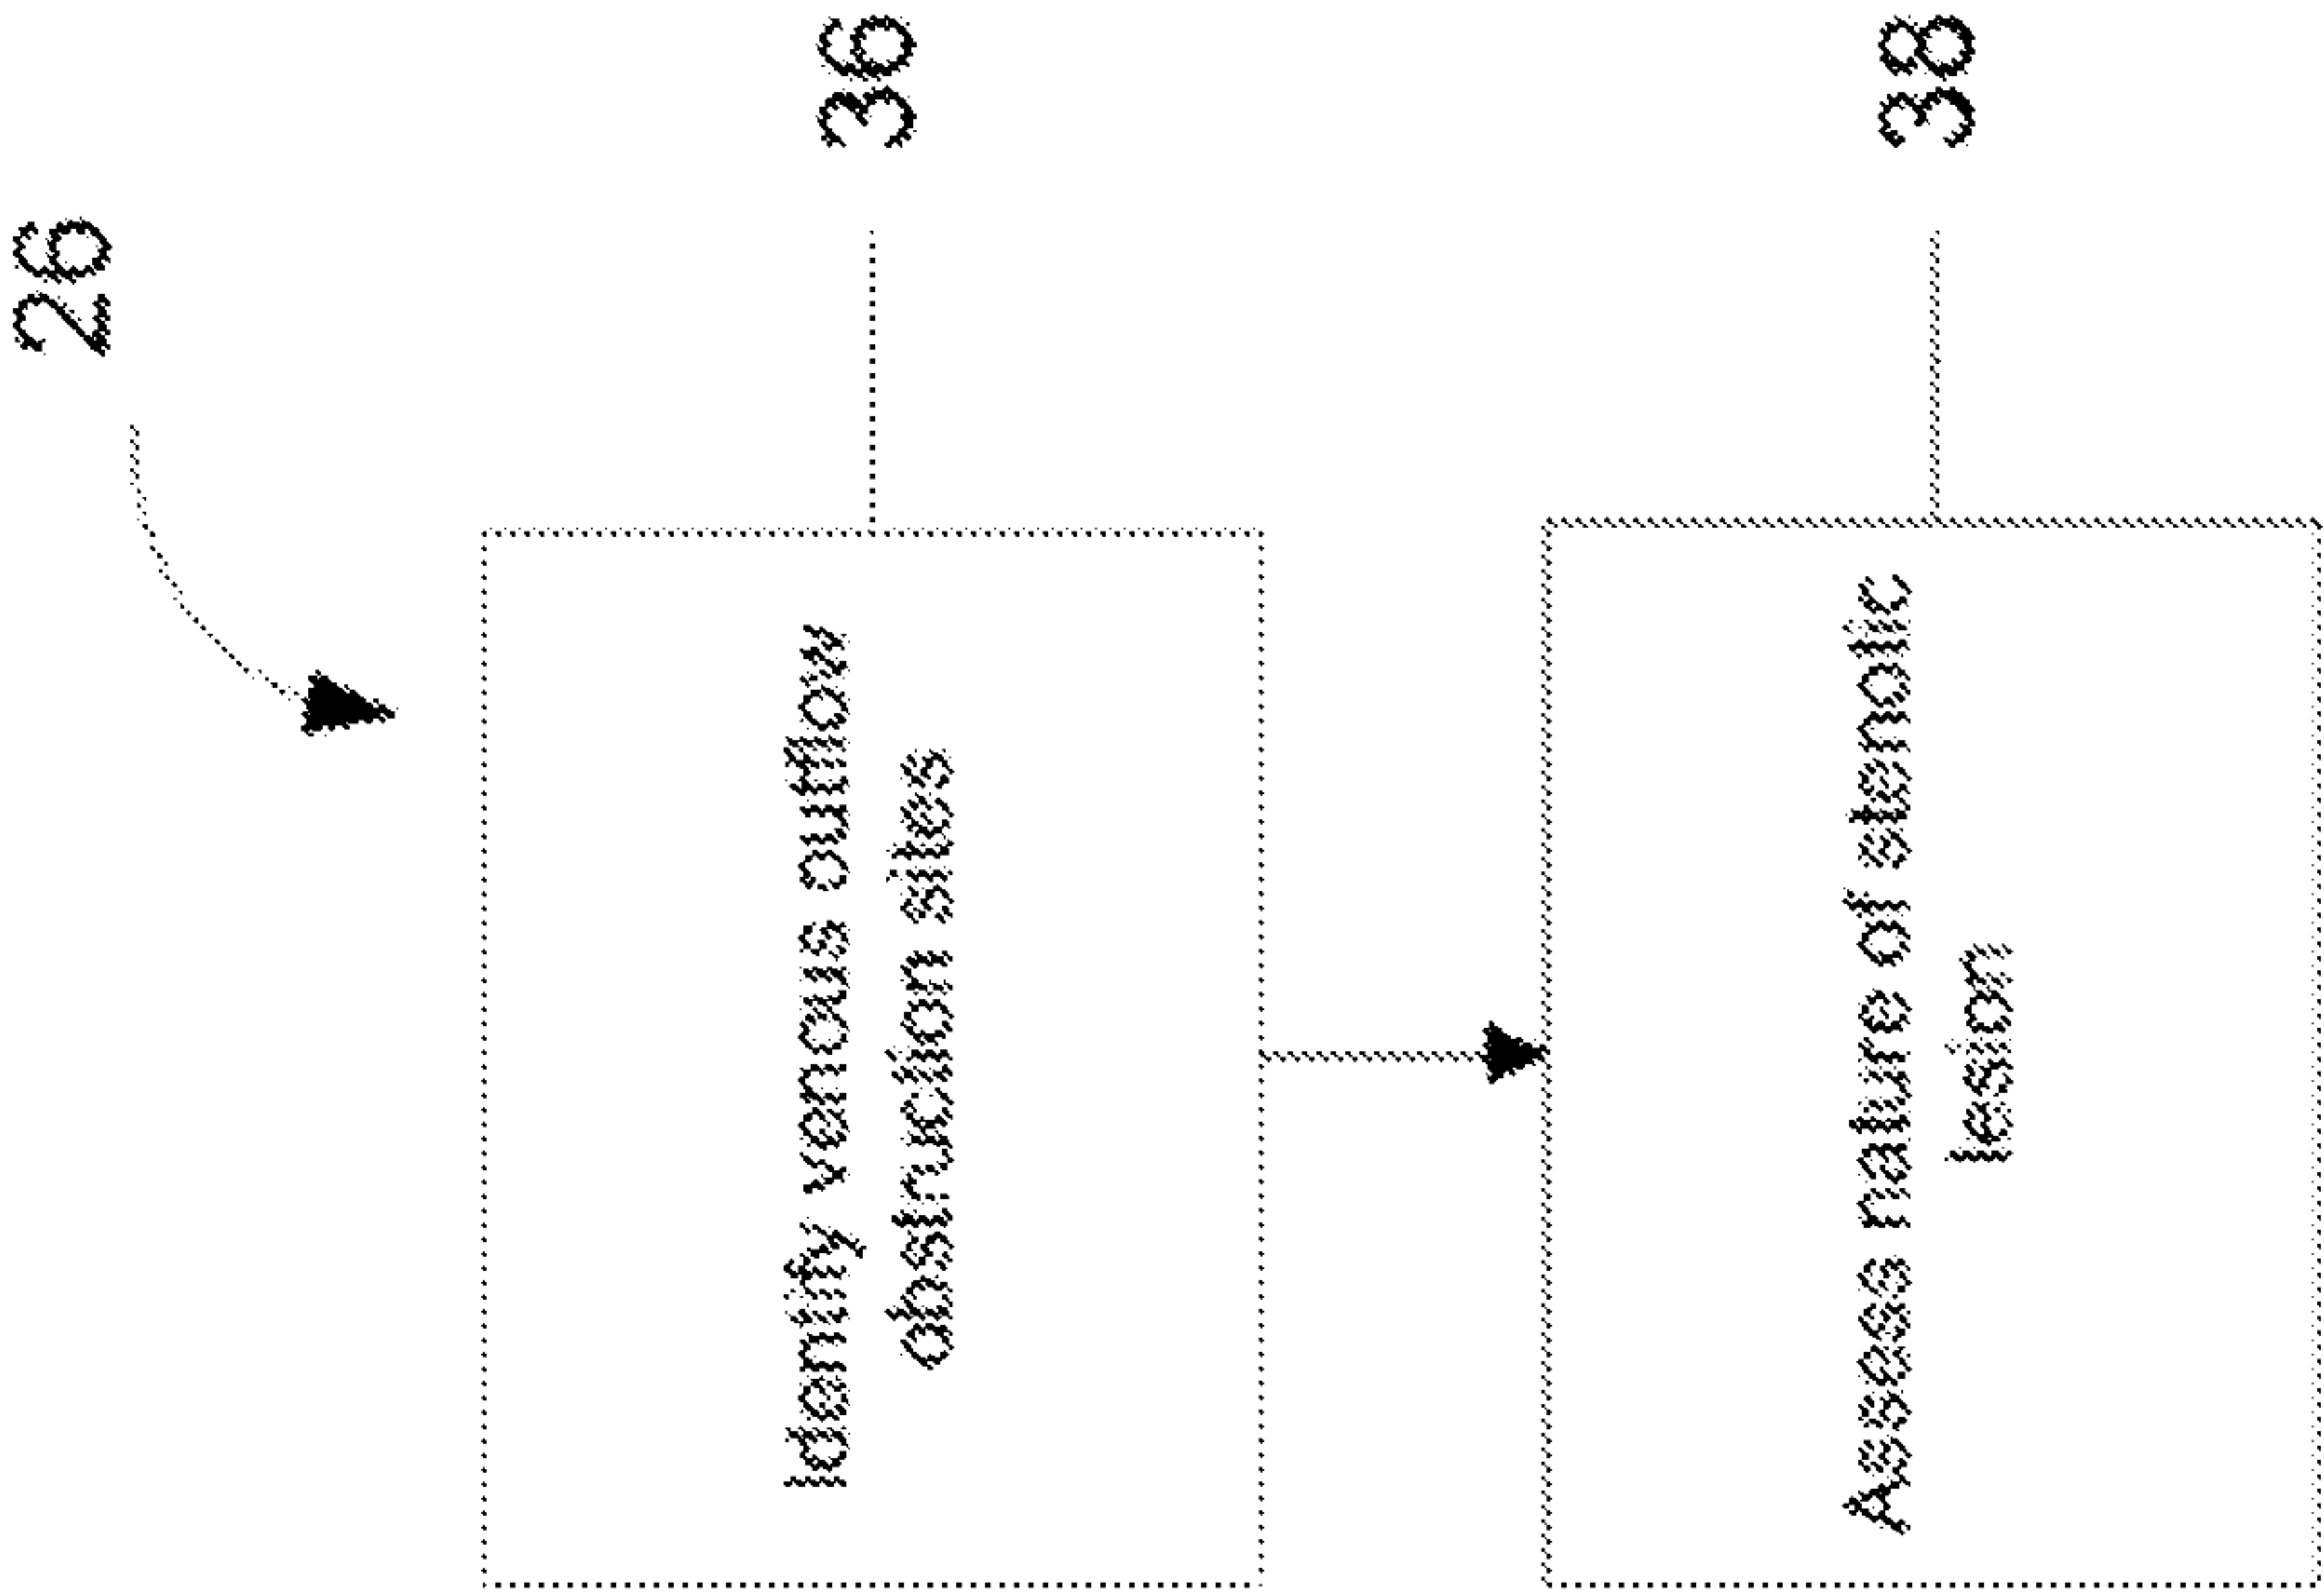 26
Identify venous outflow
obstruction sites
36
Assess nature of stenotic
lesion
38